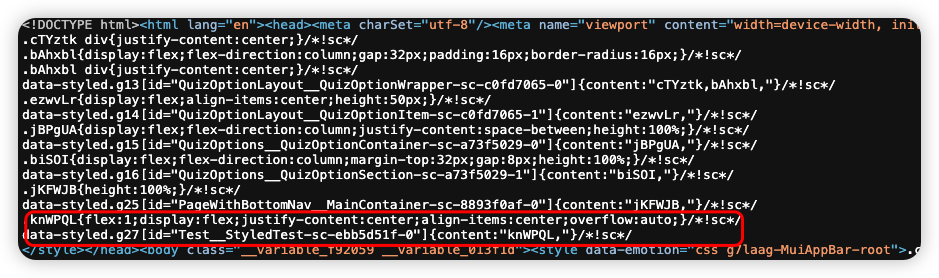 <!DOCTYPE html><html lang="en"><head><meta charSet="utf-8"/><meta name="viewport" content="width=device-width, ini
.cTYztk div{justify-content:center;}/*!sc*/
.bAhxbl{display:flex;flex-direction:column;gap:32px;padding:16px;border-radius:16px;}/*!sc*/
.bAhxbl div{justify-content:center;}/*!sc*/
data-styled.g13[id="QuizOptionLayout__QuizOptionWrapper-sc-c0fd7065-0"]{content:"cTYztk,bAhxbl,"}/*!sc*/
.ezwvLr{display:flex;align-items:center;height:50px;}/*!sc*/
data-styled.g14[id="QuizOptionLayout__QuizOptionItem-sc-c0fd7065-1"]{content:"ezwvLr,"}/*!sc*/
.jBPgUA{display:flex;flex-direction:column;justify-content:space-between;height:100%;}/*!sc*/
data-styled.g15[id="QuizOptions__QuizOptionContainer-sc-a73f5029-0"]{content:"jBPgUA,"}/*!sc*/
.biSOI{display:flex;flex-direction:column;margin-top:32px;gap:8px;height:100%;}/*!sc*/
data-styled.g16[id="QuizOptions__QuizOptionSection-sc-a73f5029-1"]{content:"biSOI,"}/*!sc*/
.jKFWJB{height:100%;}/*!sc*/
data-styled.g25[id="PageWithBottomNav__MainContainer-sc-8893f0af-0"]{content:"jKFWJB,"}/*!sc*/
.knWPQL{flex:1;display:flex;justify-content:center;align-items:center;overflow:auto;}/*!sc*/
data-styled.g27[id="Test__StyledTest-sc-ebb5d51f-0"]{content:"knWPQL,"}/*!sc*/
</style></head><body class="__variable_f92059 __variable_013f1d"><style data-emotion="css g7laag-MuiAppBar-root">.c